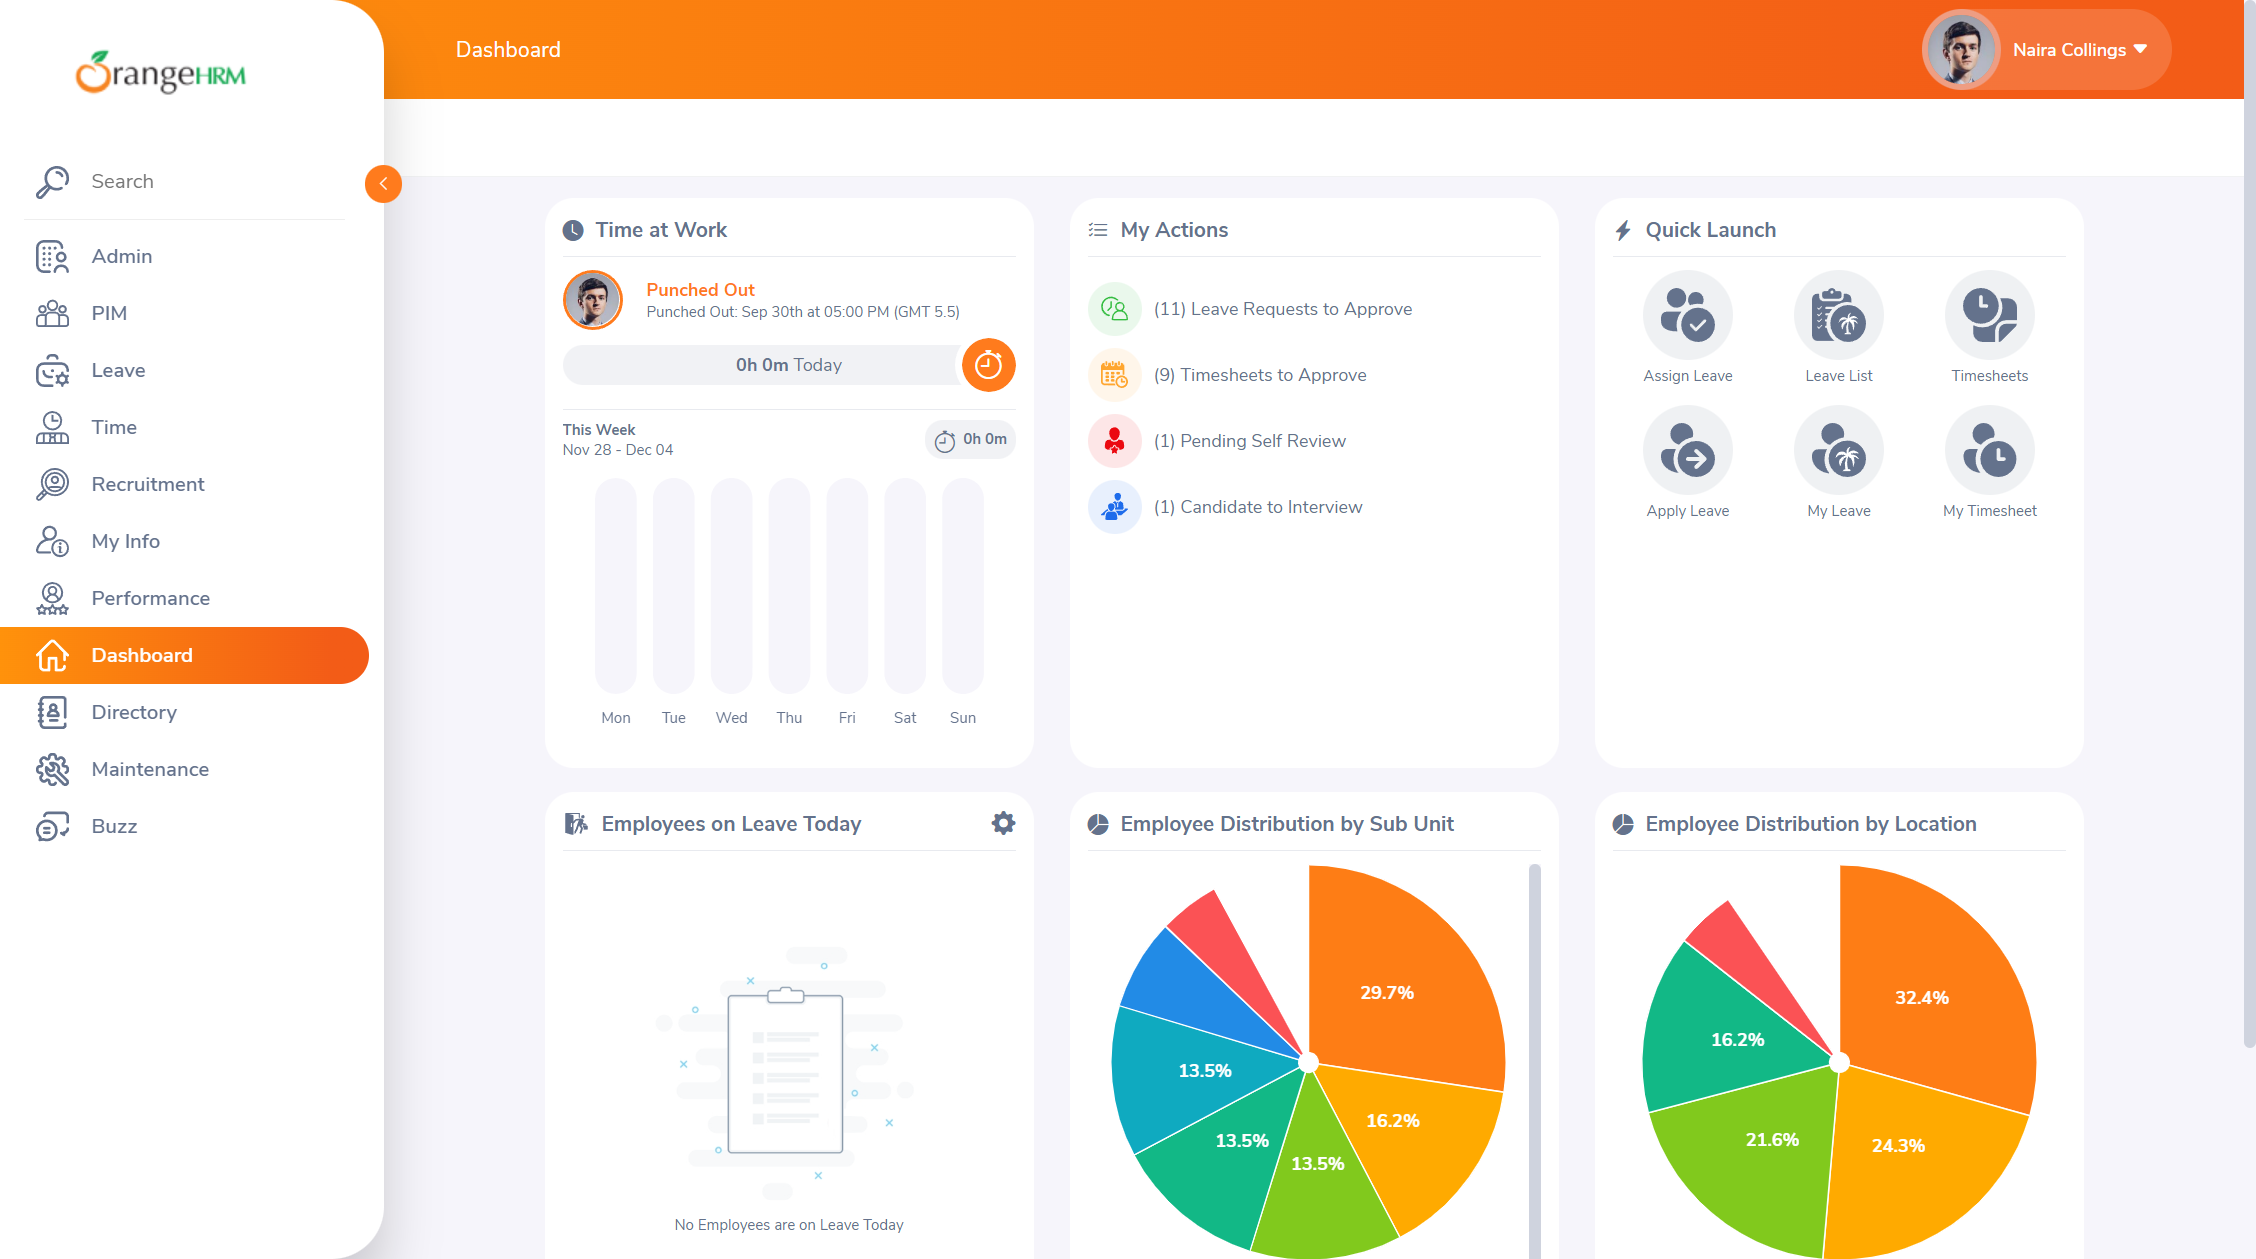 OrangeHRM
Dashboard
Naira Collings
Search
Admin
PIM
Leave
Time
Recruitment
My Info
Performance
Dashboard
Directory
Maintenance
Buzz
Time at Work
Punched Out
Punched Out: Sep 30th at 05:00 PM (GMT 5.5)
0h 0m Today
This Week
Nov 28 - Dec 04
0h 0m
Mon Tue Wed Thu Fri Sat Sun
My Actions
(11) Leave Requests to Approve
(9) Timesheets to Approve
(1) Pending Self Review
(1) Candidate to Interview
Quick Launch
Assign Leave
Leave List
Timesheets
Apply Leave
My Leave
My Timesheet
Employees on Leave Today
No Employees are on Leave Today
Employee Distribution by Sub Unit
29.7%
16.2%
13.5%
13.5%
13.5%
Employee Distribution by Location
32.4%
24.3%
21.6%
16.2%